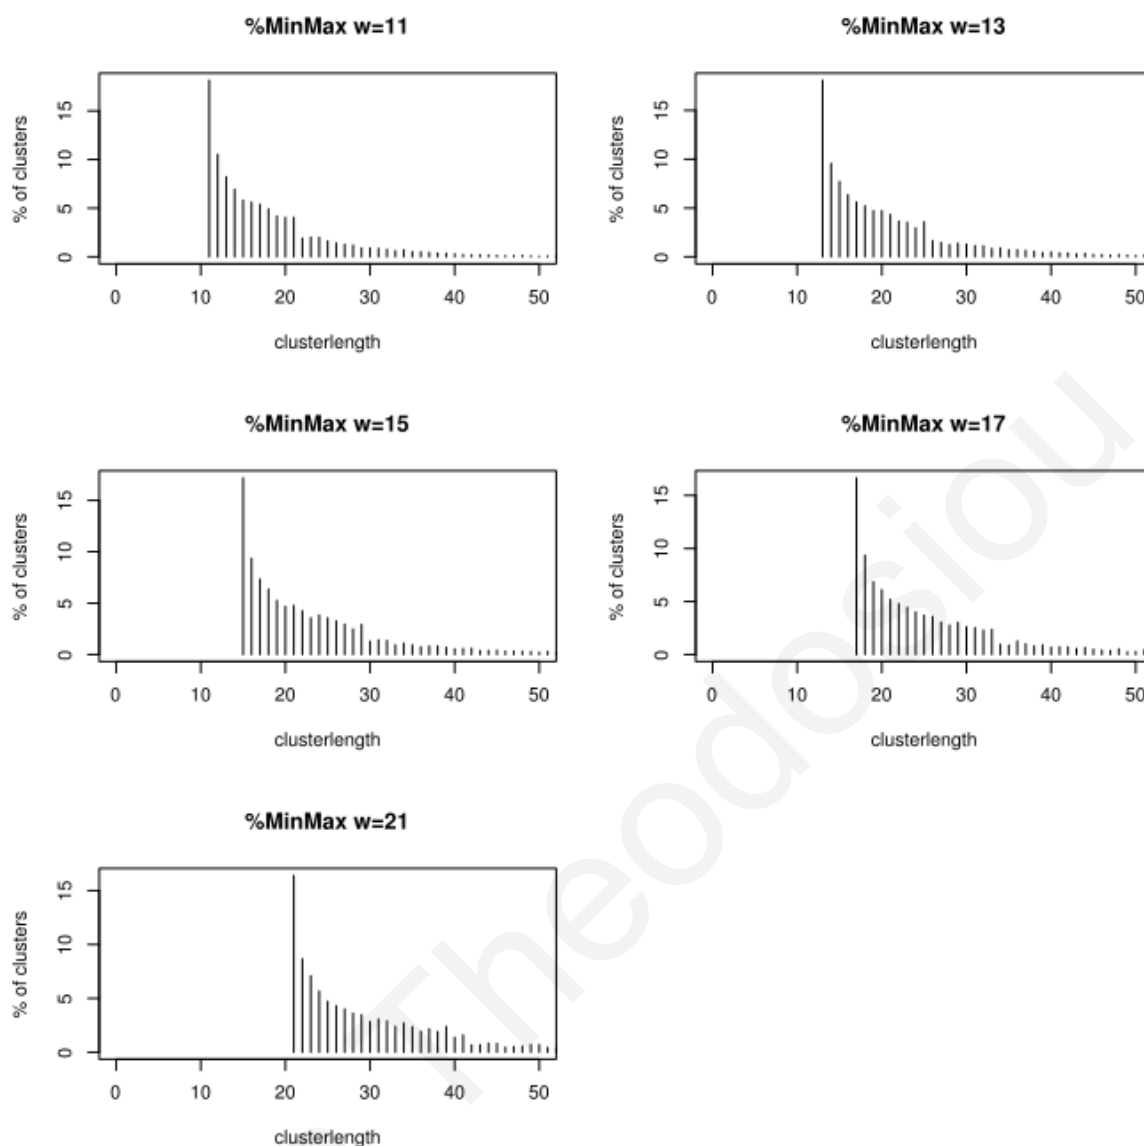 %MinMax w=11
% of clusters
15
10
5
0
0 10 20 30 40 50
clusterlength
%MinMax w=13
% of clusters
15
10
5
0
0 10 20 30 40 50
clusterlength
%MinMax w=15
% of clusters
15
10
5
0
0 10 20 30 40 50
clusterlength
%MinMax w=17
% of clusters
15
10
5
0
0 10 20 30 40 50
clusterlength
%MinMax w=21
% of clusters
15
10
5
0
0 10 20 30 40 50
clusterlength
Theodosiou